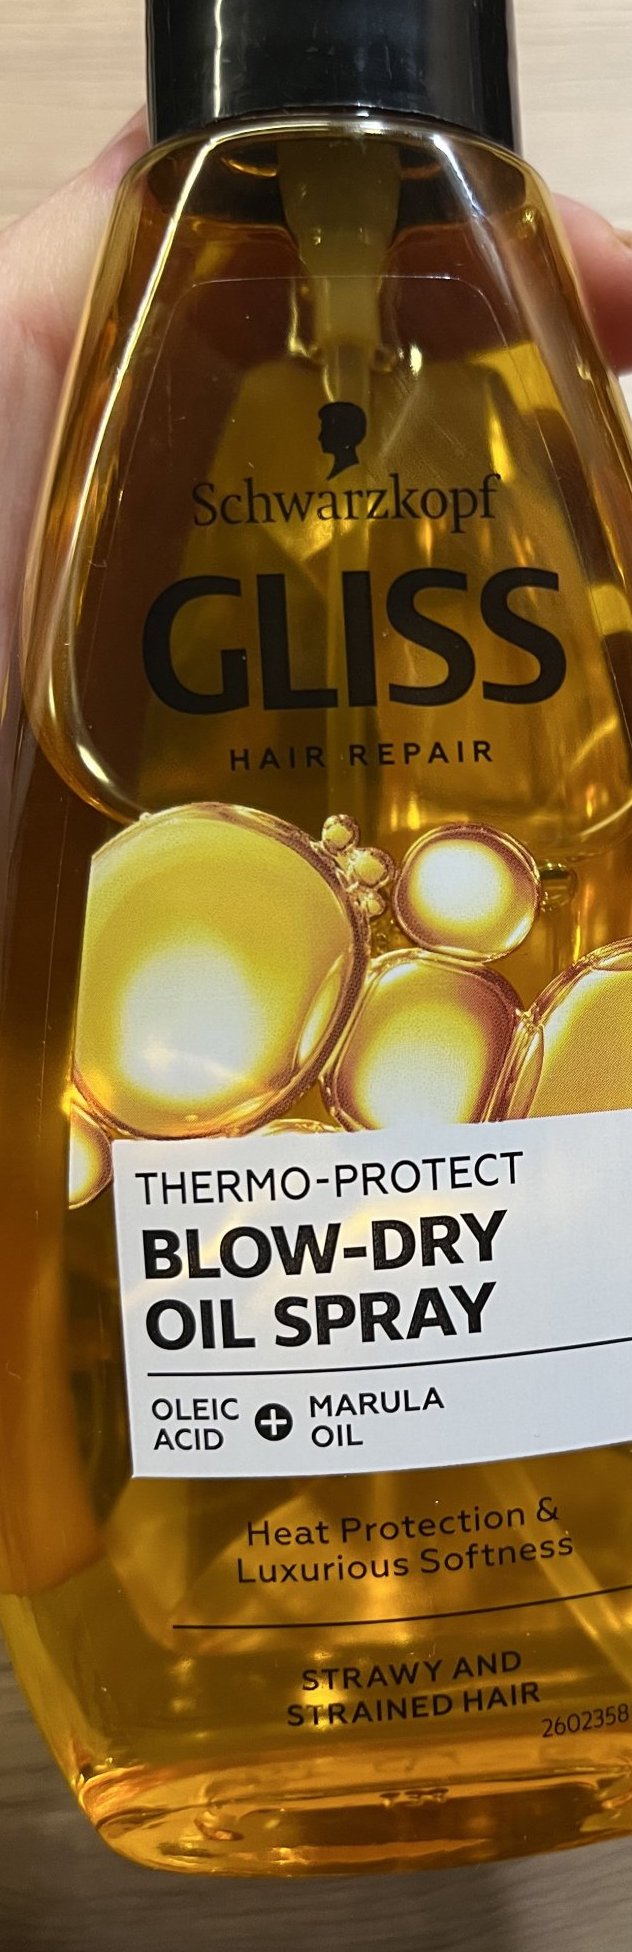 Schwarzkopf
GLISS
HAIR REPAIR
THERMO-PROTECT
BLOW-DRY
OIL SPRAY
OLEIC
ACID
+
MARULA
OIL
Heat Protection &
Luxurious Softness
STRAWY AND
STRAINED HAIR
2602358